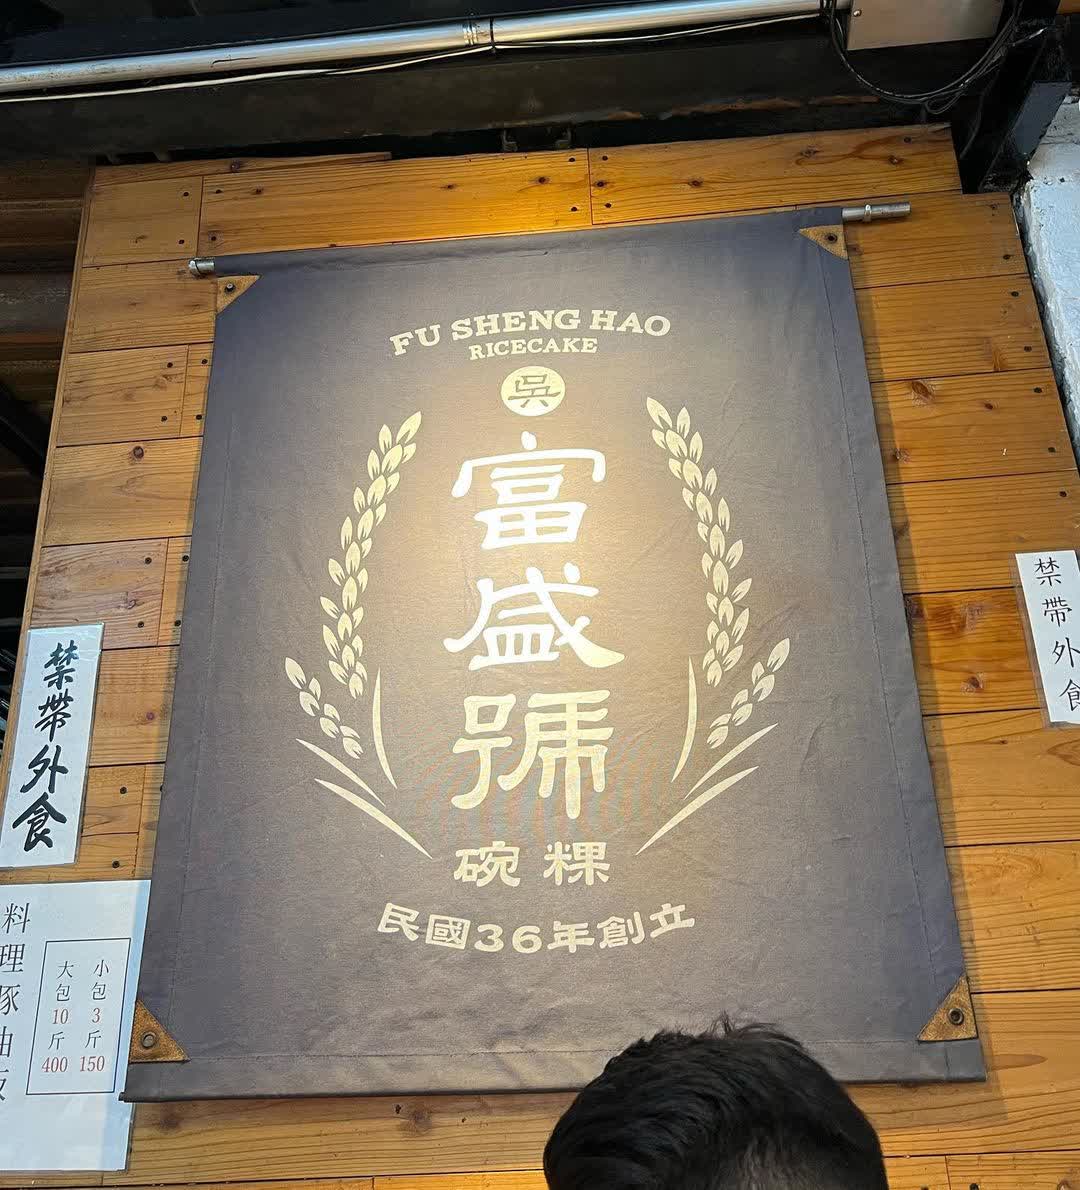 FU SHENG HAO
RICECAKE
吳
富盛號
碗粿
民國36年創立
禁帶外食
禁帶外食
料理豚油
大包10斤400
小包3斤150